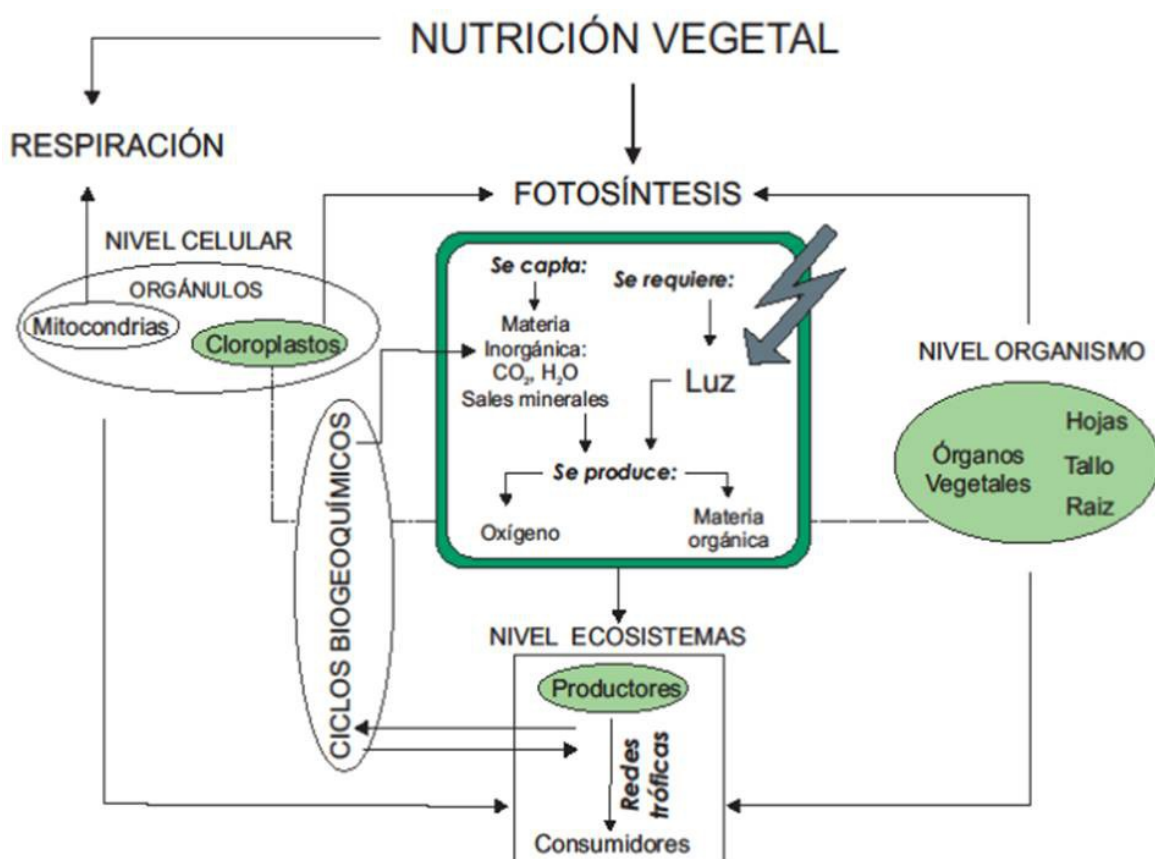 NUTRICIÓN VEGETAL
RESPIRACIÓN
FOTOSÍNTESIS
NIVEL CELULAR
ORGÁNULOS
Mitocondrias
Cloroplastos
Se capta:
Materia
Inorgánica:
CO₂, H₂O
Sales minerales
Se requiere:
Luz
Se produce:
Oxígeno
Materia
orgánica
NIVEL ORGANISMO
Órganos
Vegetales
Hojas
Tallo
Raiz
CICLOS BIOGEOQUÍMICOS
NIVEL ECOSISTEMAS
Productores
Redes
tróficas
Consumidores